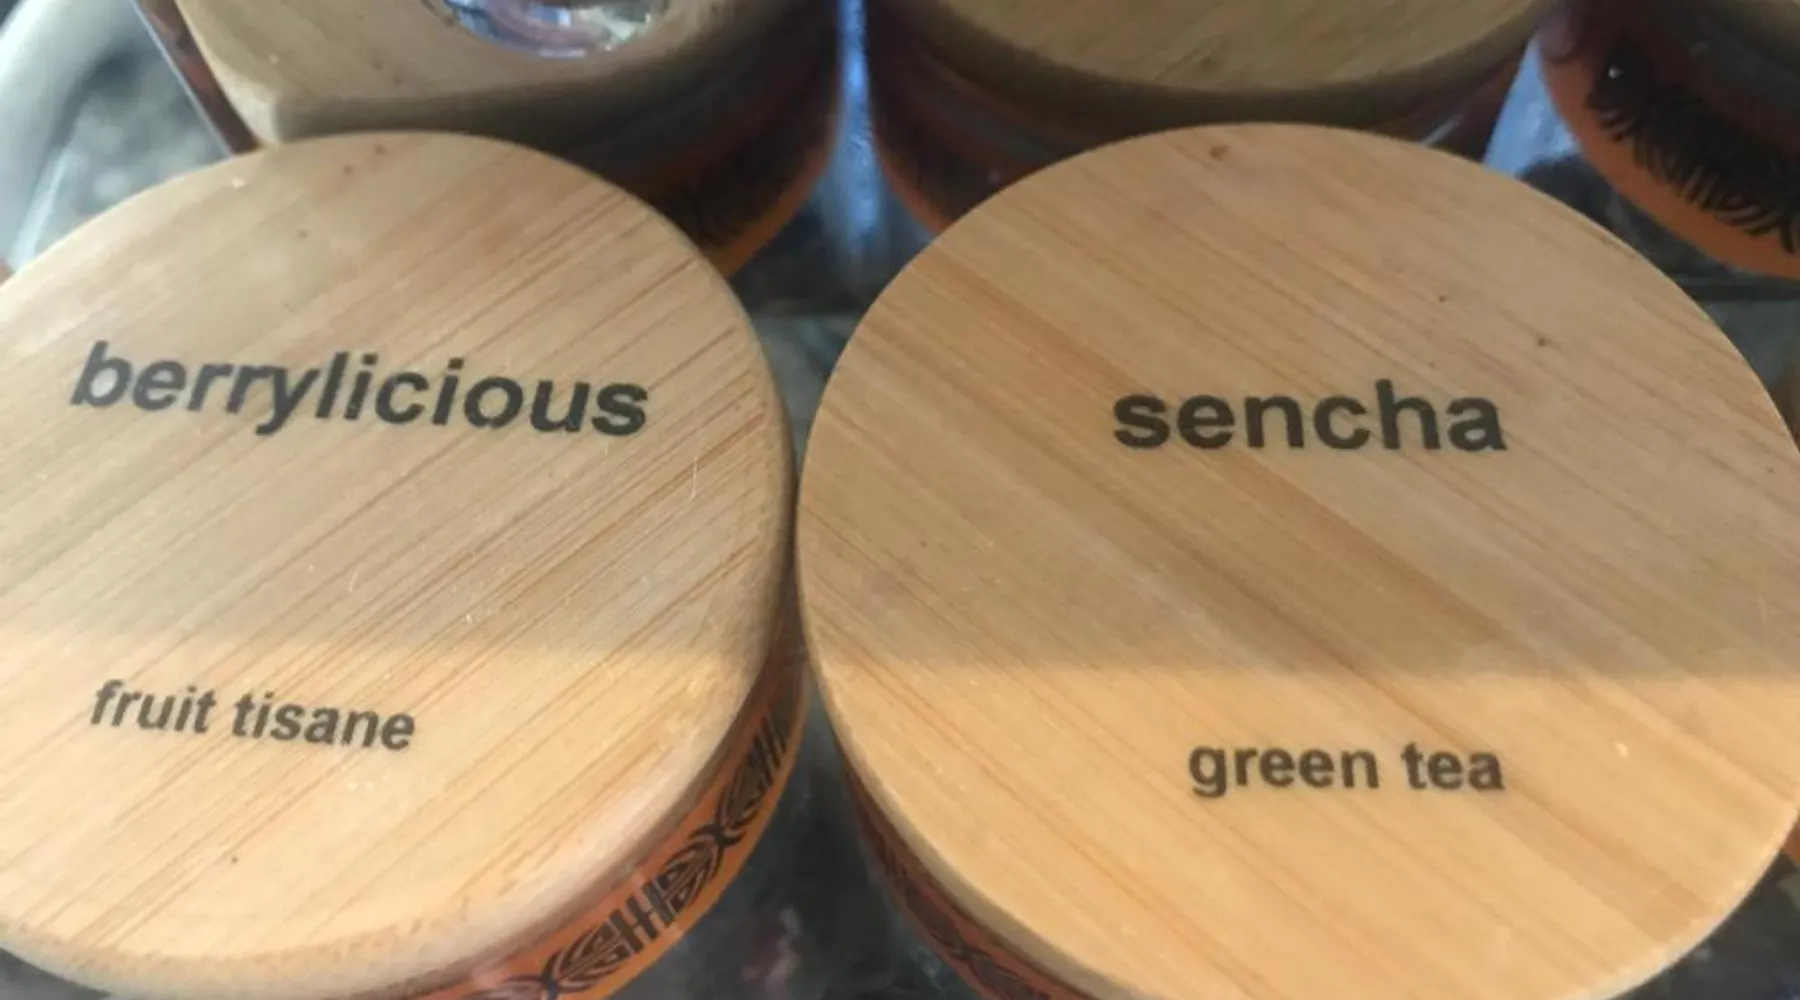 berrylicious
fruit tisane
sencha
green tea